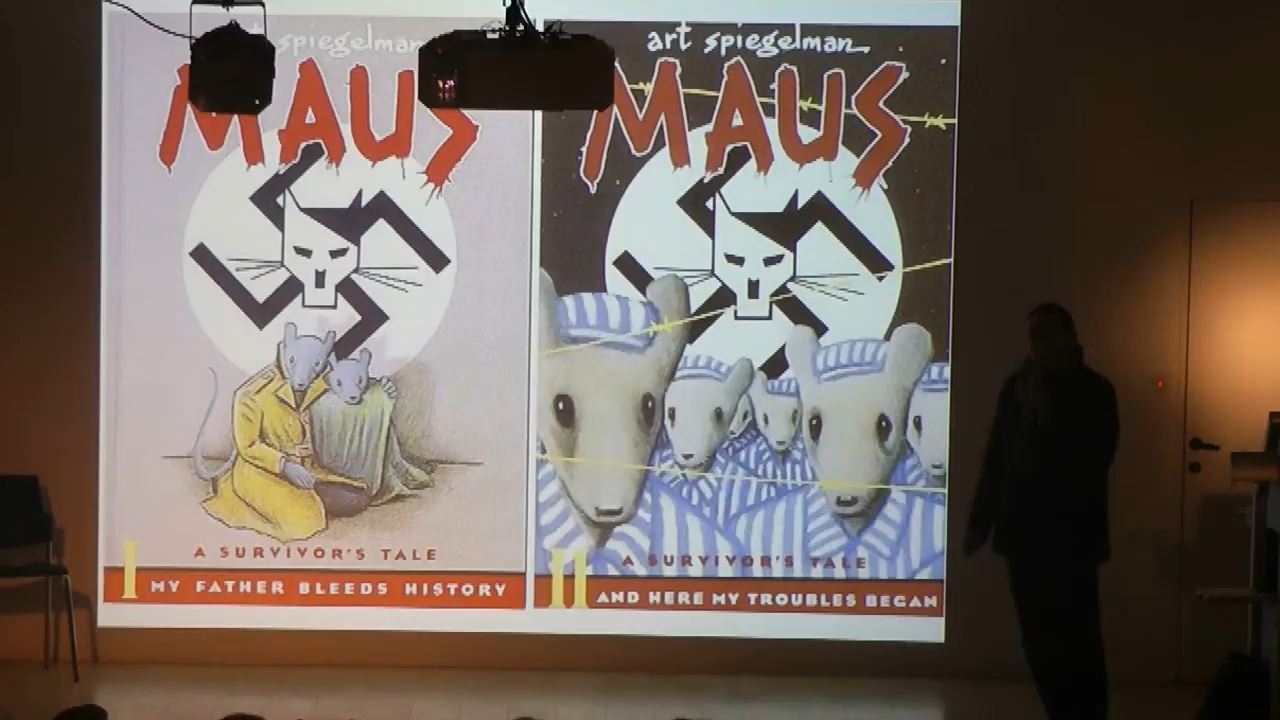 spiegelman
MAUS
A SURVIVOR'S TALE
I
MY FATHER BLEEDS HISTORY
art spiegelman
MAUS
A SURVIVOR'S TALE
II
AND HERE MY TROUBLES BEGAN